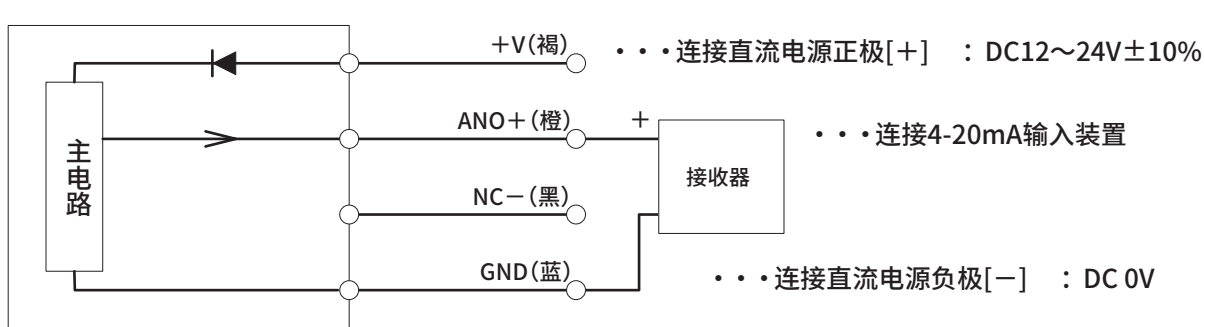 ＋V(褐) ・・・连接直流电源正极[＋] ：DC12～24V±10%
ANO＋(橙) ＋ ・・・连接4-20mA输入装置
主电路
接收器
NC－(黑)
GND(蓝) ・・・连接直流电源负极[－] ：DC 0V